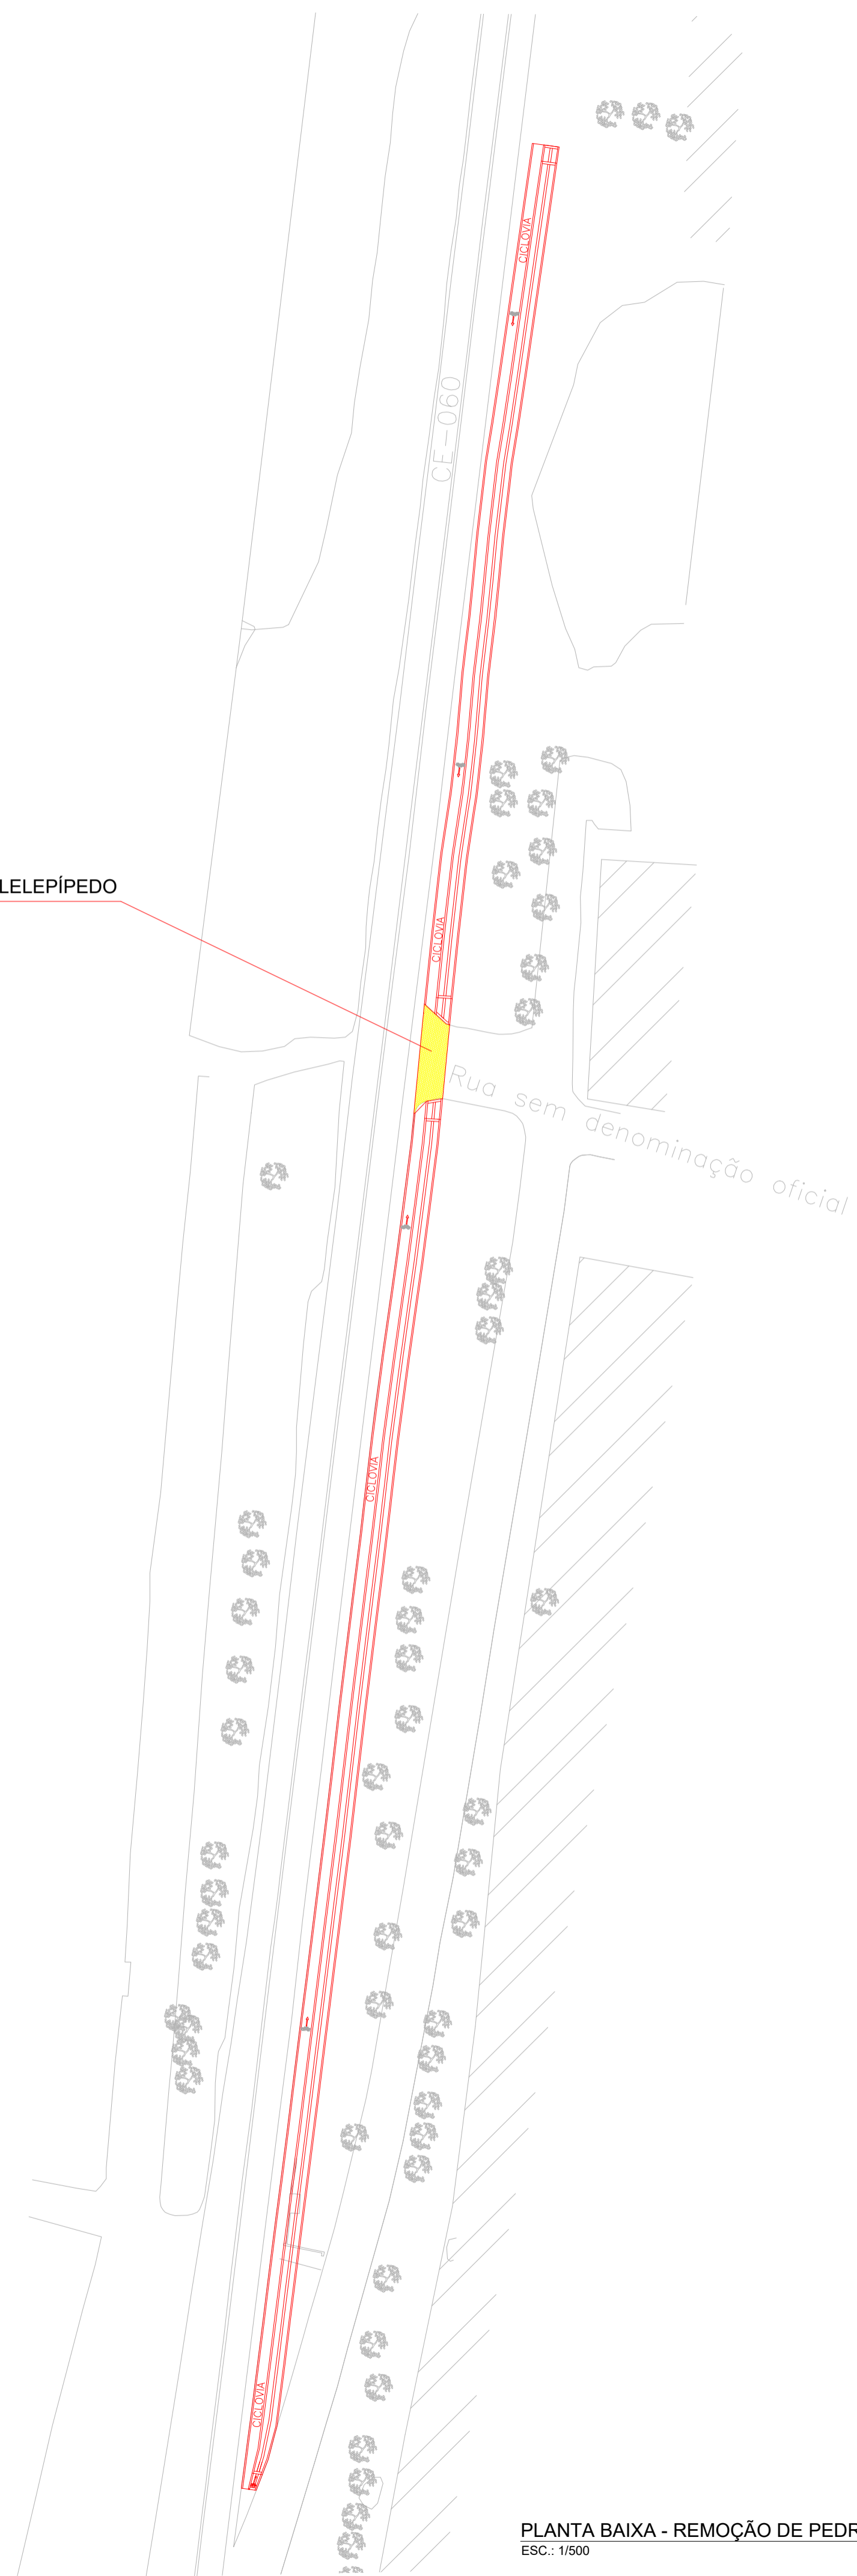 CICLOVIA
CE-060
LELEPÍPEDO
CICLOVIA
Rua sem denominação oficial
CICLOVIA
CICLOVIA
PLANTA BAIXA - REMOÇÃO DE PEDR
ESC.: 1/500